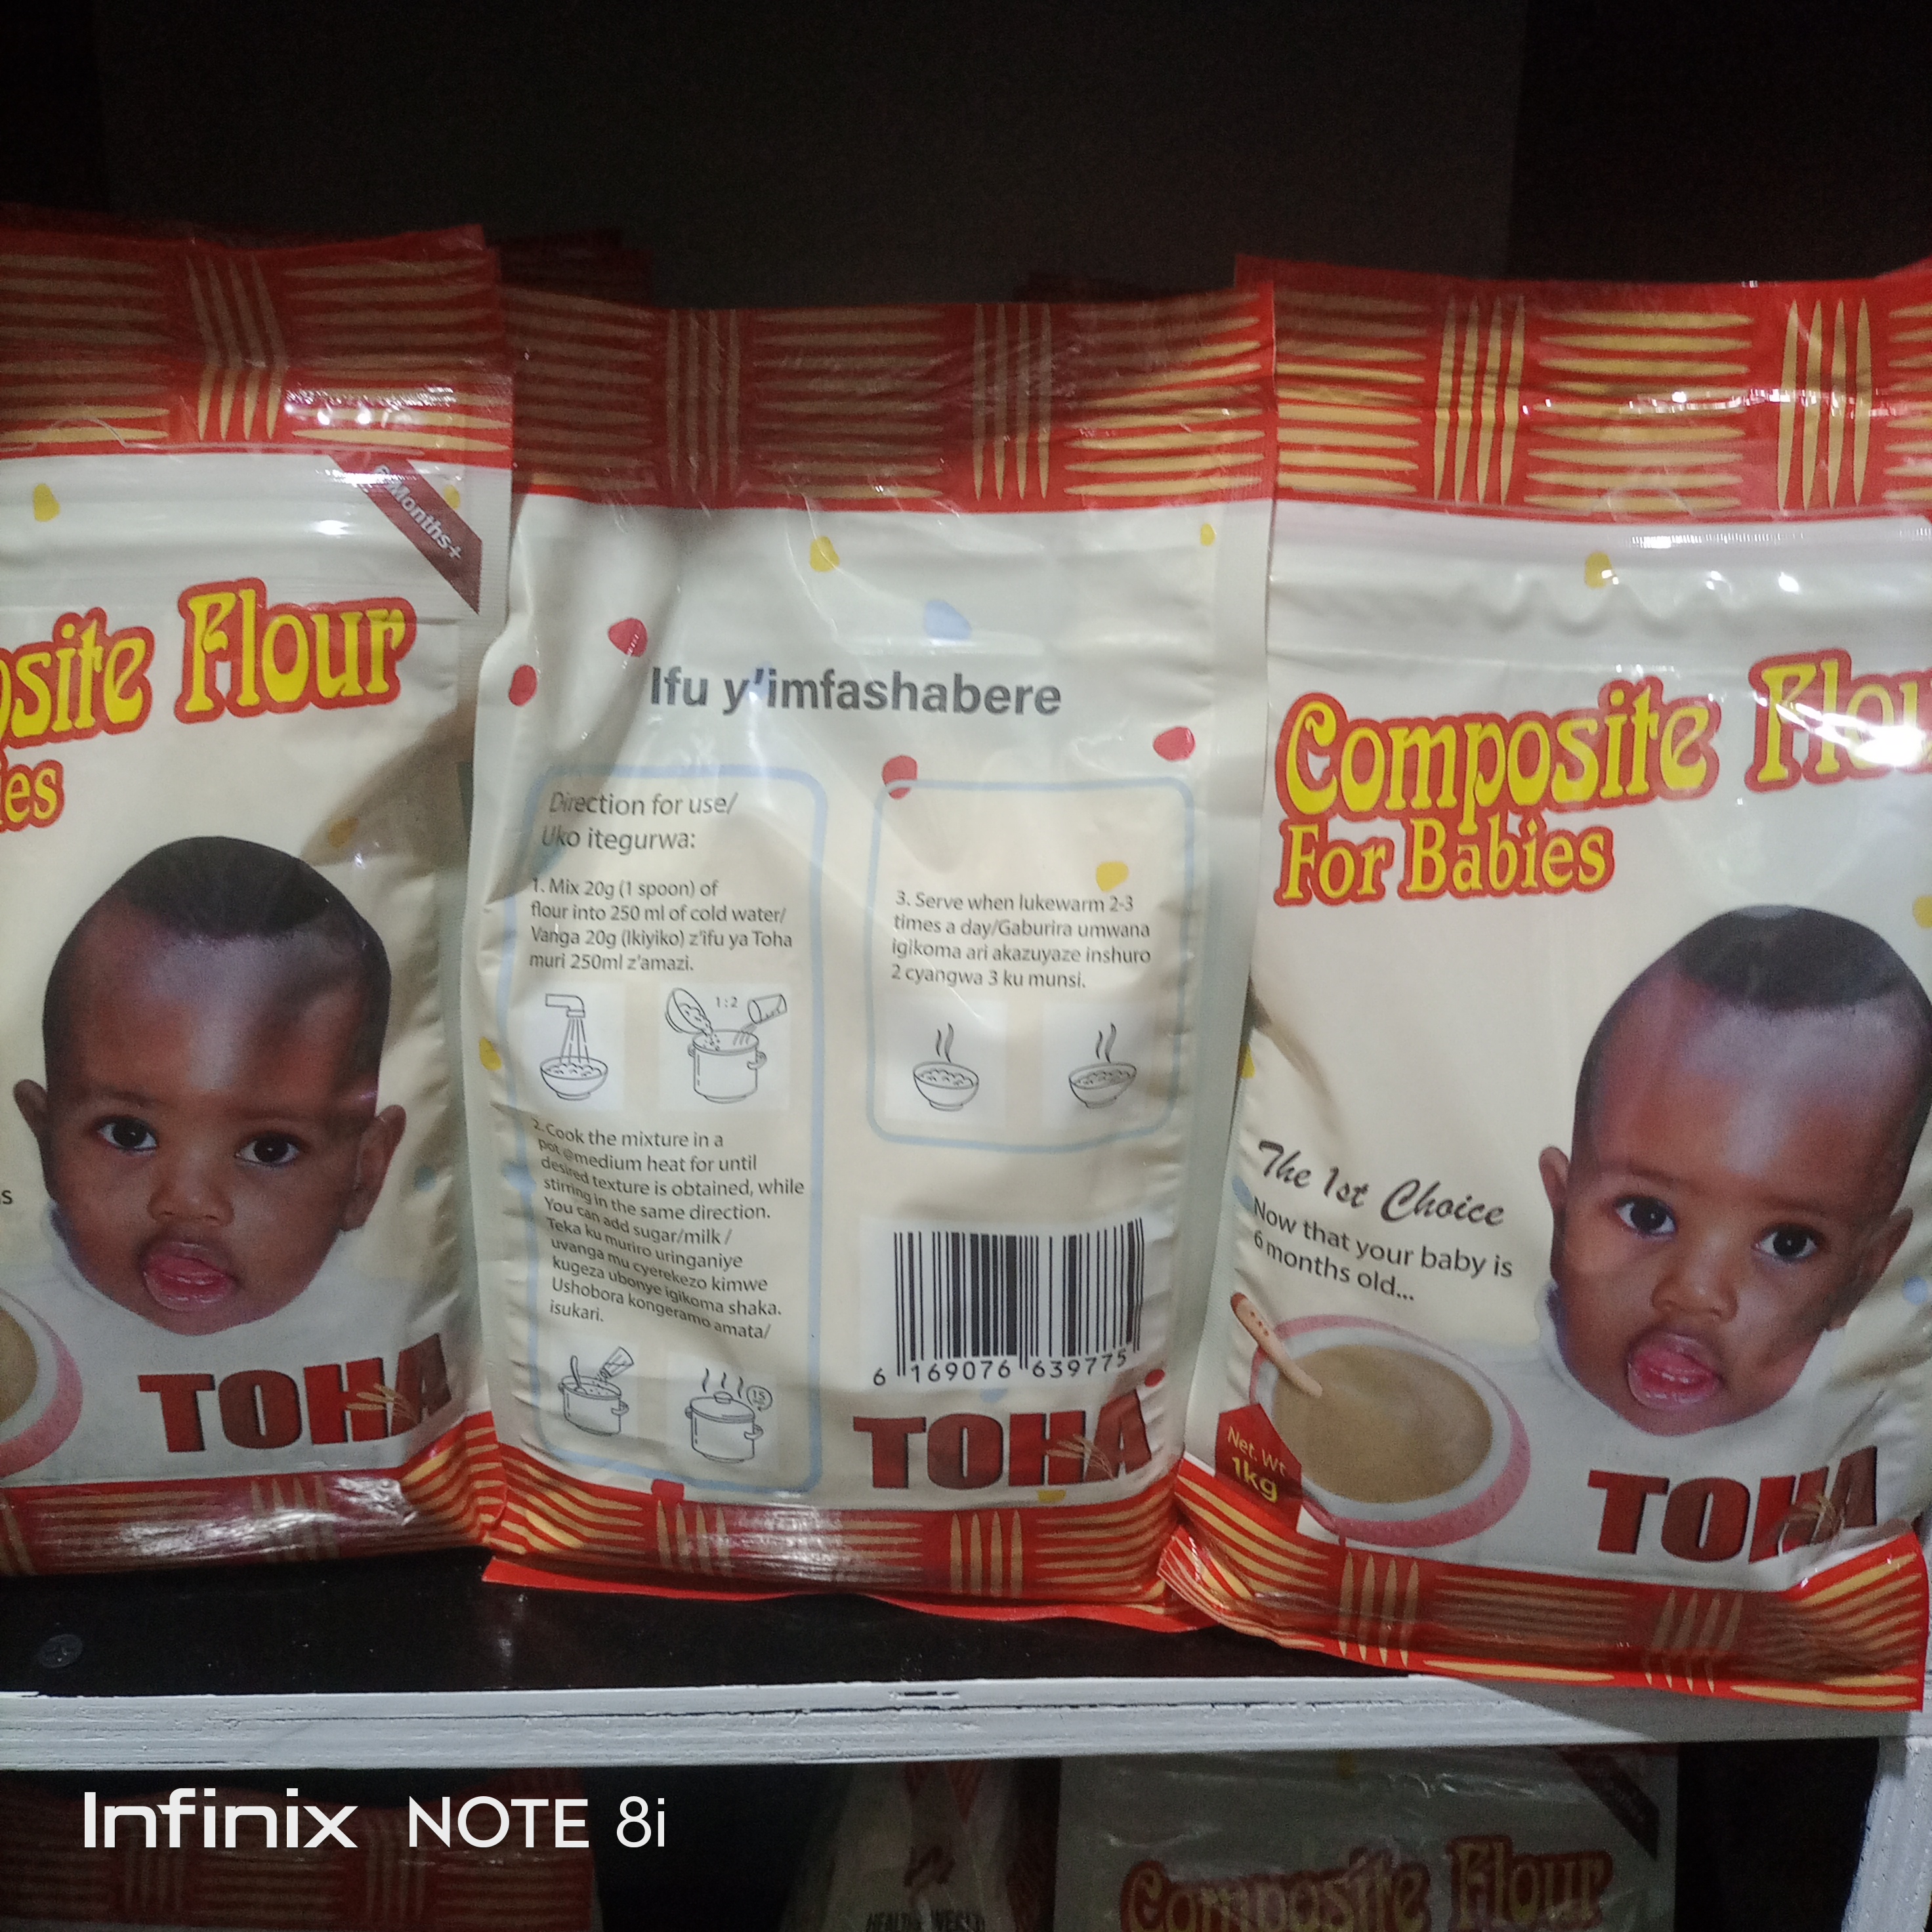 Months+
osite Flour
ies
s
TOHA
Ifu y'imfashabere
Direction for use/
Uko itegurwa:
1. Mix 20g (1 spoon) of
flour into 250 ml of cold water/
Vanga 20g (Ikiyiko) z'ifu ya Toha
muri 250ml z'amazi.
1:2
2. Cook the mixture in a
pot @medium heat for until
desired texture is obtained, while
stirring in the same direction.
You can add sugar/milk /
Teka ku muriro uringaniye
uvanga mu cyerekezo kimwe
kugeza ubonye igikoma shaka.
Ushobora kongeramo amata/
isukari.
15
3. Serve when lukewarm 2-3
times a day/Gaburira umwana
igikoma ari akazuyaze inshuro
2 cyangwa 3 ku munsi.
6 169076 639775
TOHA
Composite Flou
For Babies
The 1st Choice
Now that your baby is
6 months old...
Net. Wt
1kg
TOHA
Composite Flour
Infinix NOTE 8i